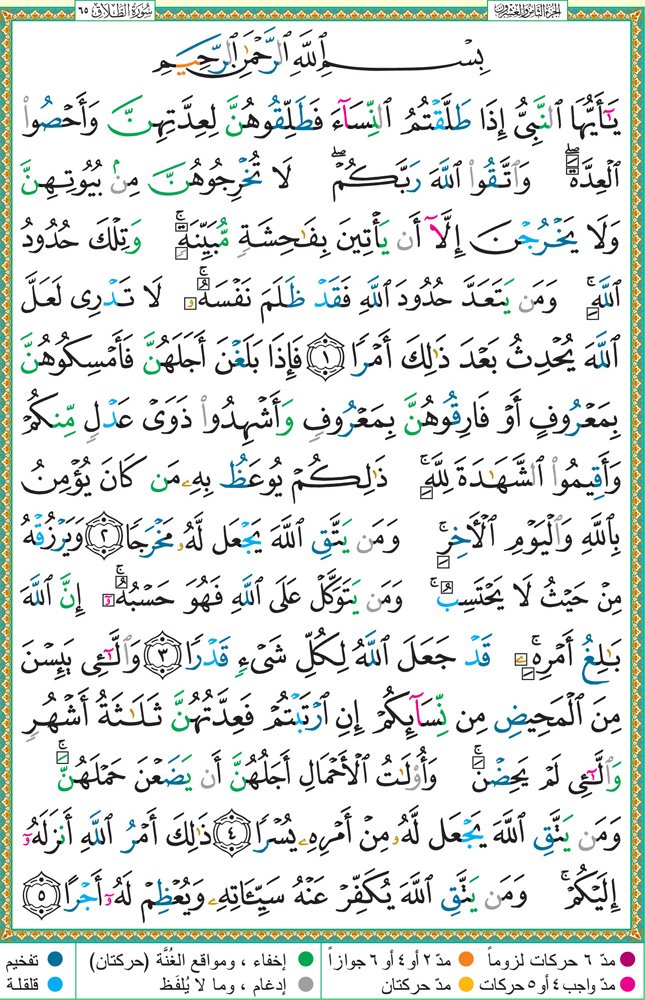 الجزء الثامن والعشرون
سورة الطلاق ٦٥
بِسْمِ ٱللَّهِ ٱلرَّحْمَٰنِ ٱلرَّحِيمِ
يَٰٓأَيُّهَا ٱلنَّبِىُّ إِذَا طَلَّقْتُمُ ٱلنِّسَآءَ فَطَلِّقُوهُنَّ لِعِدَّتِهِنَّ وَأَحْصُوا۟
ٱلْعِدَّةَ ۖ وَٱتَّقُوا۟ ٱللَّهَ رَبَّكُمْ ۖ لَا تُخْرِجُوهُنَّ مِنۢ بُيُوتِهِنَّ
وَلَا يَخْرُجْنَ إِلَّآ أَن يَأْتِينَ بِفَٰحِشَةٍ مُّبَيِّنَةٍ ۚ وَتِلْكَ حُدُودُ
ٱللَّهِ ۚ وَمَن يَتَعَدَّ حُدُودَ ٱللَّهِ فَقَدْ ظَلَمَ نَفْسَهُۥ ۚ لَا تَدْرِى لَعَلَّ
ٱللَّهَ يُحْدِثُ بَعْدَ ذَٰلِكَ أَمْرًا ١ فَإِذَا بَلَغْنَ أَجَلَهُنَّ فَأَمْسِكُوهُنَّ
بِمَعْرُوفٍ أَوْ فَارِقُوهُنَّ بِمَعْرُوفٍ وَأَشْهِدُوا۟ ذَوَىْ عَدْلٍ مِّنكُمْ
وَأَقِيمُوا۟ ٱلشَّهَٰدَةَ لِلَّهِ ۚ ذَٰلِكُمْ يُوعَظُ بِهِۦ مَن كَانَ يُؤْمِنُ
بِٱللَّهِ وَٱلْيَوْمِ ٱلْأَخِرِ ۚ وَمَن يَتَّقِ ٱللَّهَ يَجْعَل لَّهُۥ مَخْرَجًا ٢ وَيَرْزُقْهُ
مِنْ حَيْثُ لَا يَحْتَسِبُ ۚ وَمَن يَتَوَكَّلْ عَلَى ٱللَّهِ فَهُوَ حَسْبُهُۥٓ ۚ إِنَّ ٱللَّهَ
بَٰلِغُ أَمْرِهِۦ ۚ قَدْ جَعَلَ ٱللَّهُ لِكُلِّ شَىْءٍ قَدْرًا ٣ وَٱلَّٰٓـِٔى يَئِسْنَ
مِنَ ٱلْمَحِيضِ مِن نِّسَآئِكُمْ إِنِ ٱرْتَبْتُمْ فَعِدَّتُهُنَّ ثَلَٰثَةُ أَشْهُرٍ
وَٱلَّٰٓـِٔى لَمْ يَحِضْنَ ۚ وَأُو۟لَٰتُ ٱلْأَحْمَالِ أَجَلُهُنَّ أَن يَضَعْنَ حَمْلَهُنَّ ۚ
وَمَن يَتَّقِ ٱللَّهَ يَجْعَل لَّهُۥ مِنْ أَمْرِهِۦ يُسْرًا ٤ ذَٰلِكَ أَمْرُ ٱللَّهِ أَنزَلَهُۥٓ
إِلَيْكُمْ ۚ وَمَن يَتَّقِ ٱللَّهَ يُكَفِّرْ عَنْهُ سَيِّـَٔاتِهِۦ وَيُعْظِمْ لَهُۥٓ أَجْرًا ٥
مدّ ٦ حركات لزوماً
مدّ ٢ أو ٤ أو ٦ جوازاً
إخفاء ، ومواقع الغُنَّة (حركتان)
تفخيم
مدّ واجب ٤ أو ٥ حركات
مدّ حركتان
إدغام ، وما لا يُلفَظ
قلقلة